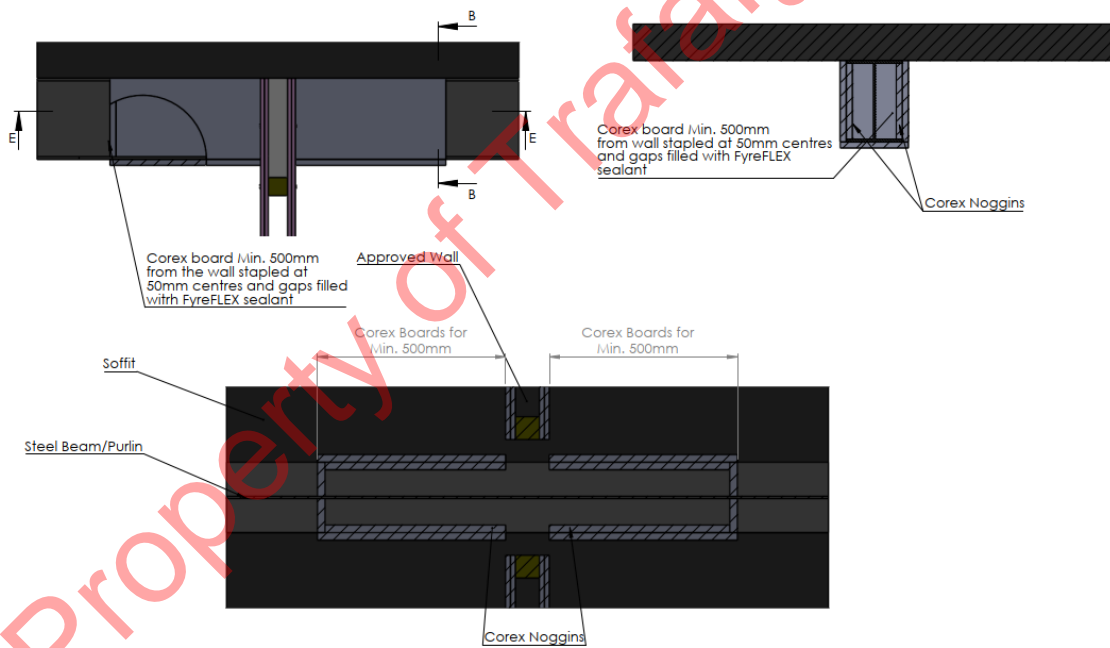 B
E
E
B
Corex board Min. 500mm
from the wall stapled at
50mm centres and gaps filled
witrh FyreFLEX sealant
Corex board Min. 500mm
from wall stapled at 50mm centres
and gaps filled with FyreFLEX
sealant
Corex Noggins
Approved Wall
Corex Boards for
Min. 500mm
Corex Boards for
Min. 500mm
Soffit
Steel Beam/Purlin
Corex Noggins
Property of Trafal